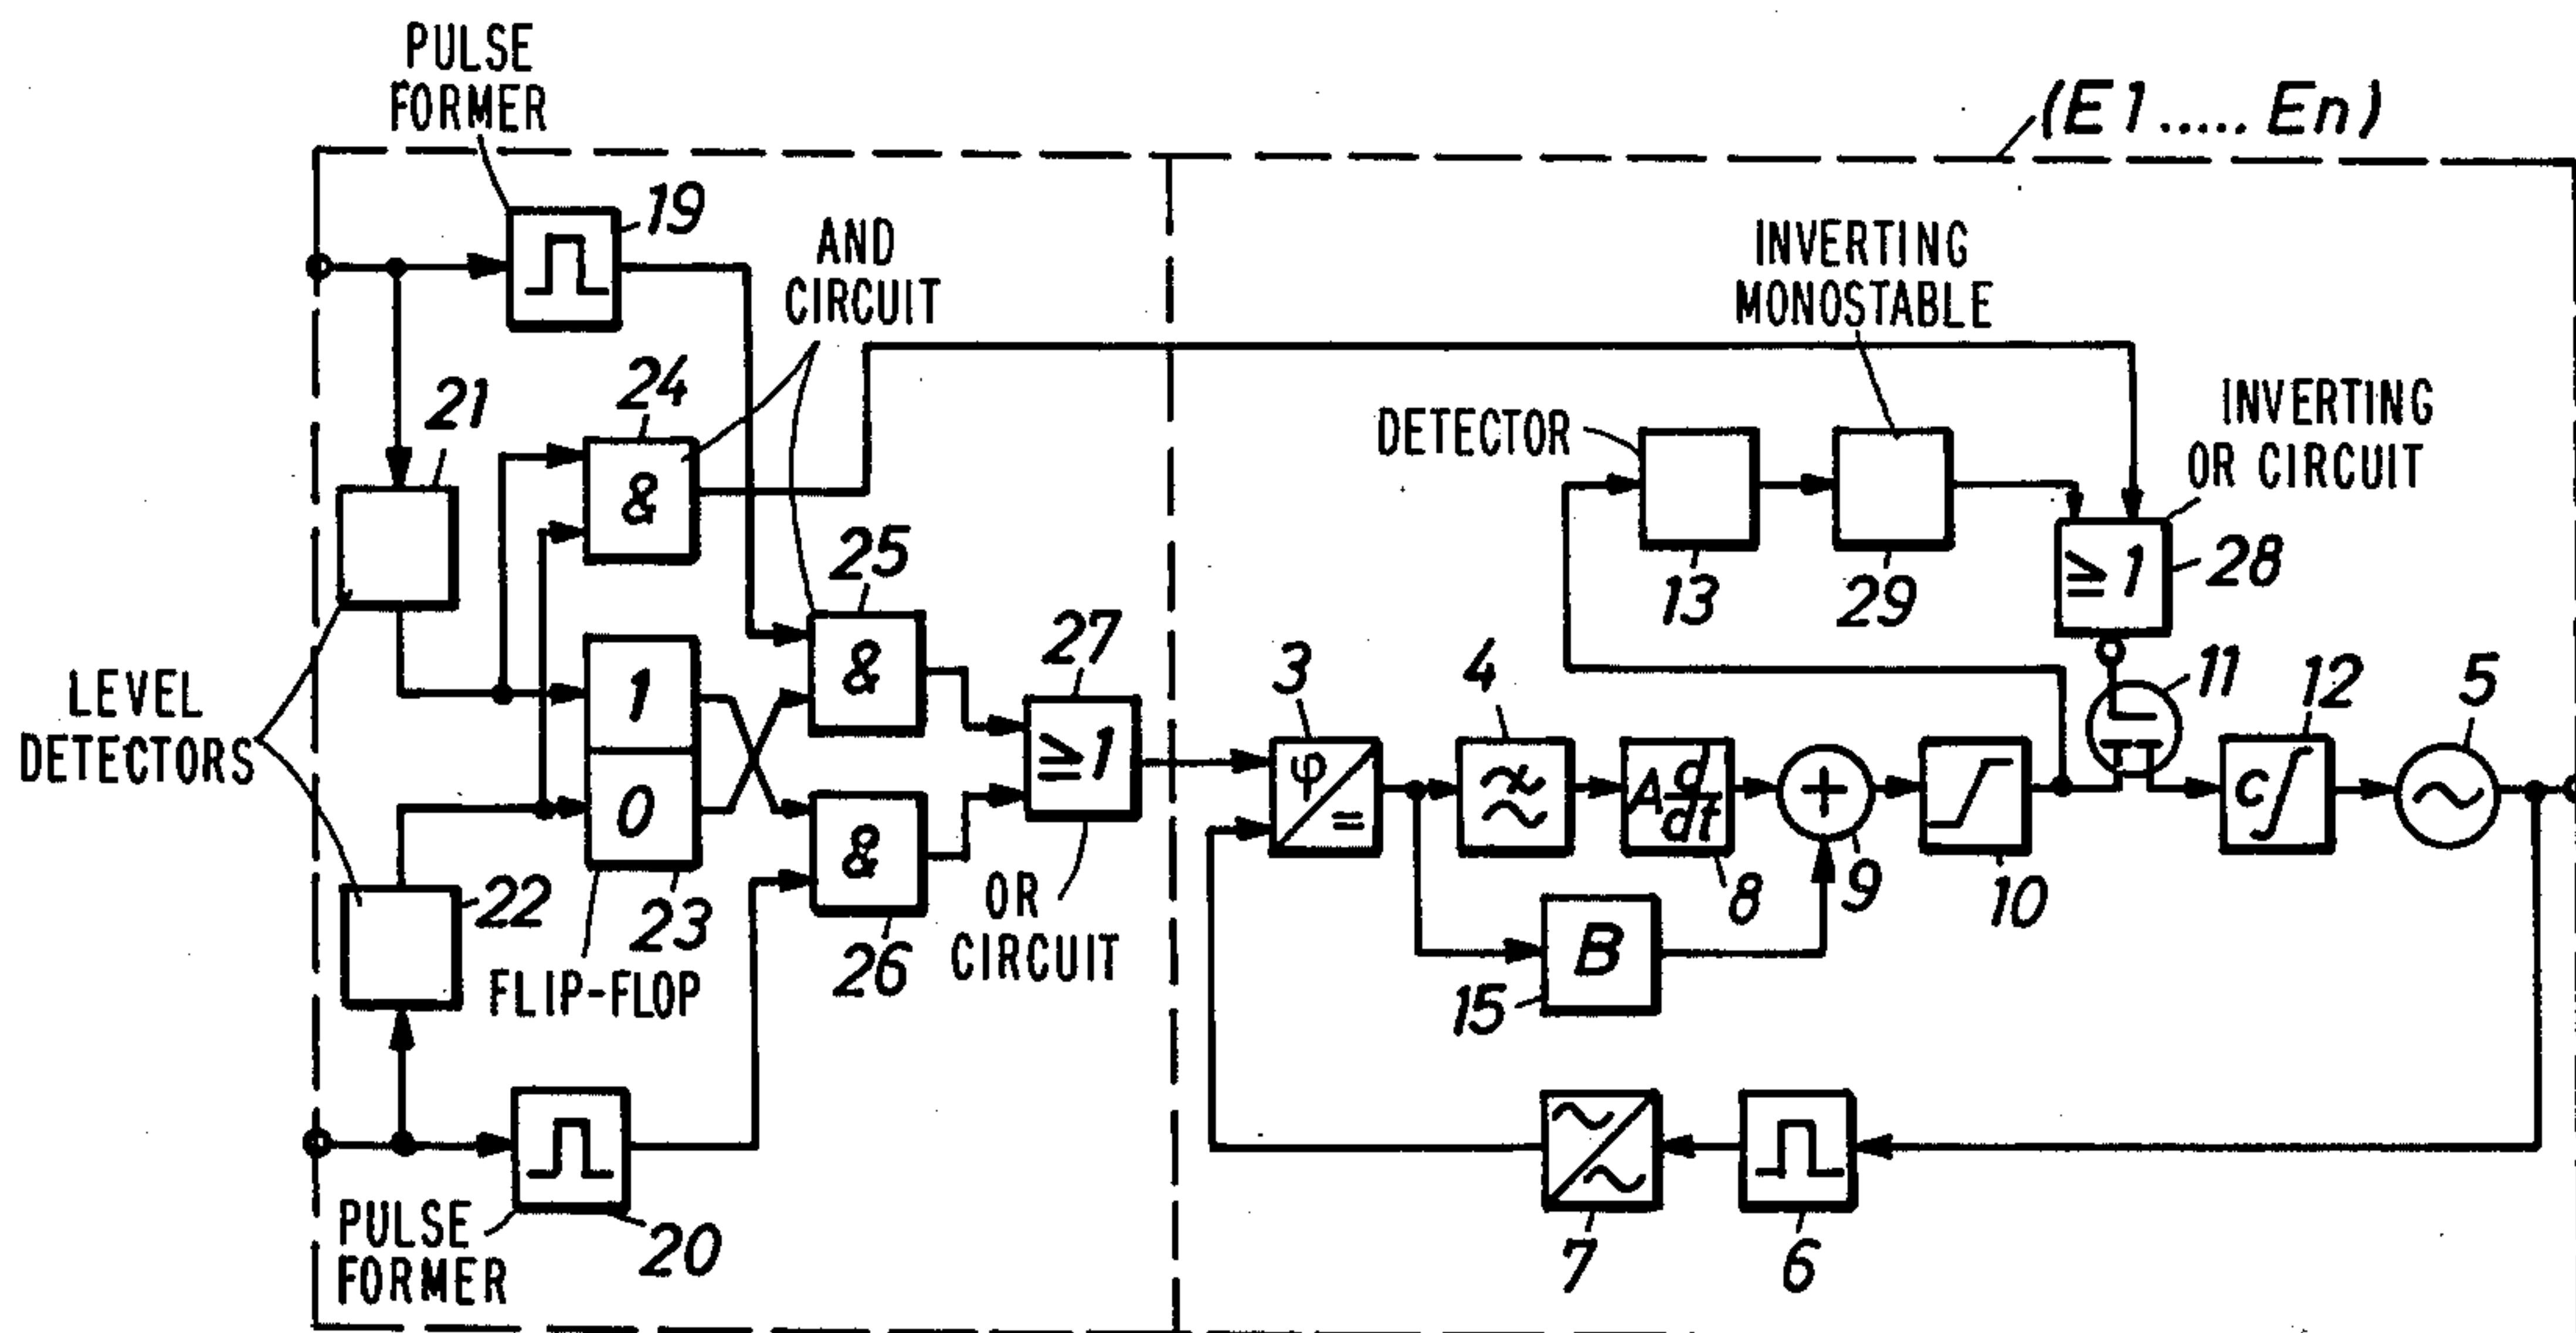 PULSE
FORMER
(E1.....En)
19
AND
CIRCUIT
INVERTING
MONOSTABLE
21
24
&
DETECTOR
INVERTING
OR CIRCUIT
25
13
29
≥1
28
LEVEL
DETECTORS
1
0
&
27
≥1
3
φ
=
4
A d/dt
+
11
12
C∫
5
22
23
FLIP-FLOP
&
26
OR
CIRCUIT
8
9
10
B
15
PULSE
FORMER
20
7
6